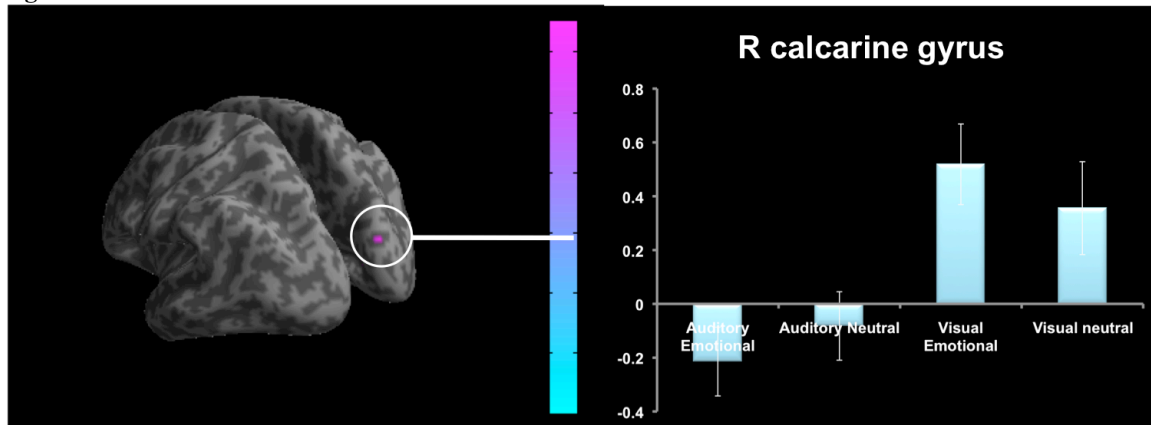 R calcarine gyrus
0.8
0.6
0.4
0.2
0
-0.2
-0.4
Auditory
Emotional
Auditory Neutral
Visual
Emotional
Visual neutral